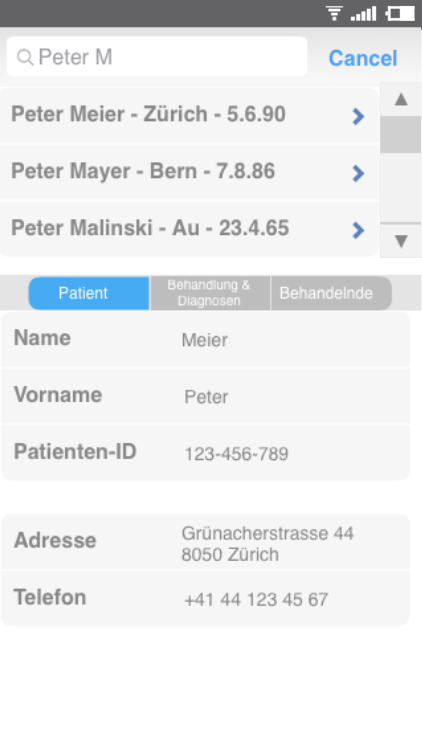 Peter M
Cancel
Peter Meier - Zürich - 5.6.90
Peter Mayer - Bern - 7.8.86
Peter Malinski - Au - 23.4.65
Patient
Behandlung &
Diagnosen
Behandelnde
Name
Meier
Vorname
Peter
Patienten-ID
123-456-789
Adresse
Grünacherstrasse 44
8050 Zürich
Telefon
+41 44 123 45 67